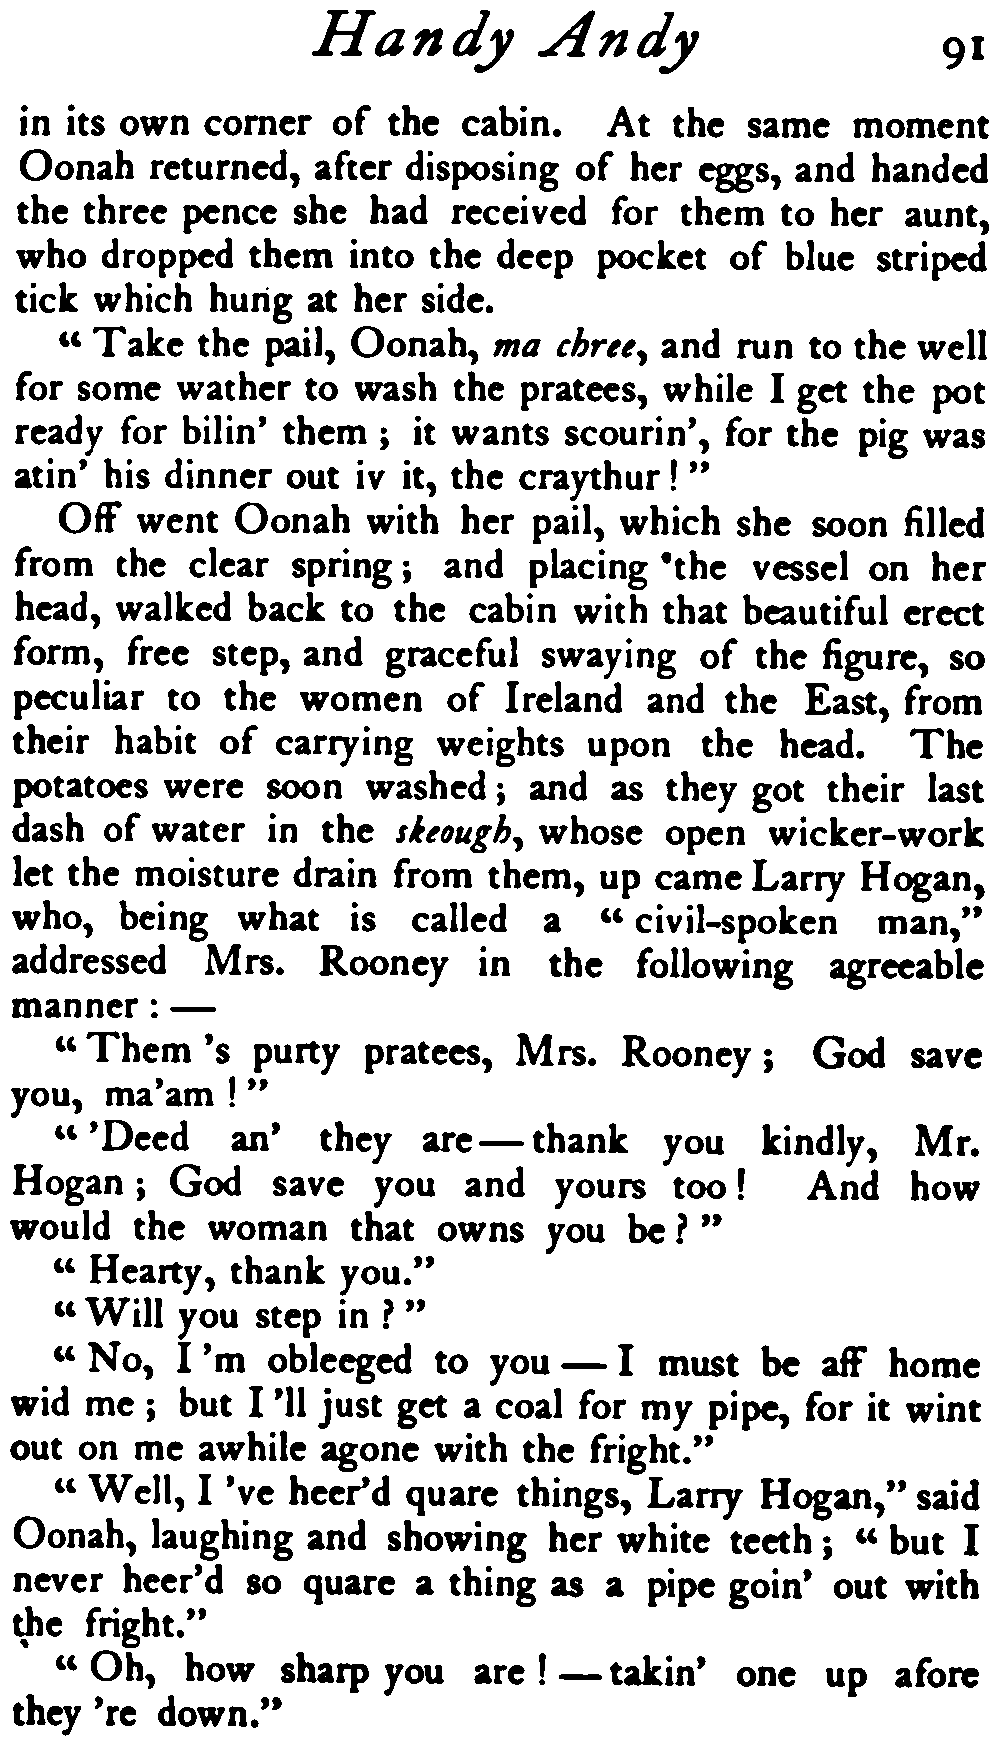 Handy Andy 91
in its own corner of the cabin. At the same moment
Oonah returned, after disposing of her eggs, and handed
the three pence she had received for them to her aunt,
who dropped them into the deep pocket of blue striped
tick which hung at her side.
“ Take the pail, Oonah, ma chree, and run to the well
for some wather to wash the pratees, while I get the pot
ready for bilin’ them ; it wants scourin’, for the pig was
atin’ his dinner out iv it, the craythur ! ”
Off went Oonah with her pail, which she soon filled
from the clear spring ; and placing the vessel on her
head, walked back to the cabin with that beautiful erect
form, free step, and graceful swaying of the figure, so
peculiar to the women of Ireland and the East, from
their habit of carrying weights upon the head. The
potatoes were soon washed ; and as they got their last
dash of water in the skeough, whose open wicker-work
let the moisture drain from them, up came Larry Hogan,
who, being what is called a “ civil-spoken man,”
addressed Mrs. Rooney in the following agreeable
manner : —
“ Them ’s purty pratees, Mrs. Rooney ; God save
you, ma’am ! ”
“ ’Deed an’ they are — thank you kindly, Mr.
Hogan ; God save you and yours too ! And how
would the woman that owns you be ? ”
“ Hearty, thank you.”
“ Will you step in ? ”
“ No, I ’m obleeged to you — I must be aff home
wid me ; but I ’ll just get a coal for my pipe, for it wint
out on me awhile agone with the fright.”
“ Well, I ’ve heer’d quare things, Larry Hogan,” said
Oonah, laughing and showing her white teeth ; “ but I
never heer’d so quare a thing as a pipe goin’ out with
the fright.”
“ Oh, how sharp you are ! — takin’ one up afore
they ’re down.”